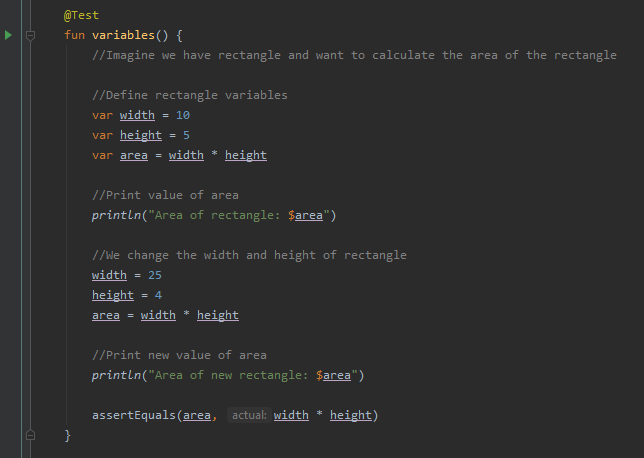 @Test
fun variables() {
//Imagine we have rectangle and want to calculate the area of the rectangle
//Define rectangle variables
var width = 10
var height = 5
var area = width * height
//Print value of area
println("Area of rectangle: $area")
//We change the width and height of rectangle
width = 25
height = 4
area = width * height
//Print new value of area
println("Area of new rectangle: $area")
assertEquals(area, actual: width * height)
}